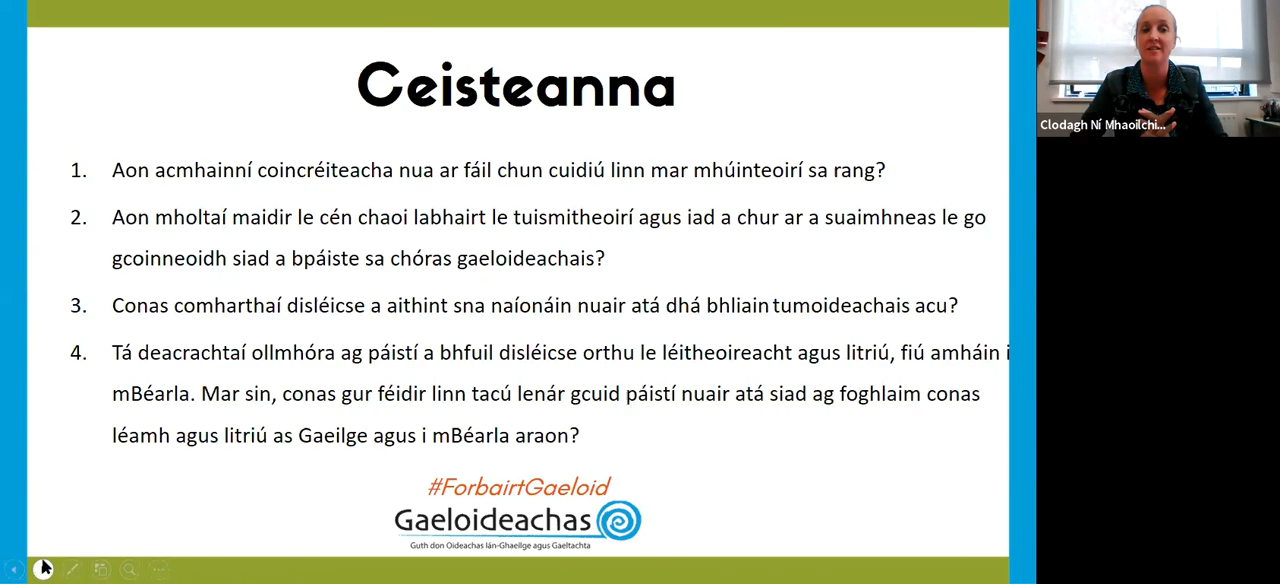 Ceisteanna
1. Aon acmhainní coincréiteacha nua ar fáil chun cuidiú linn mar mhúinteoirí sa rang?
2. Aon mholtaí maidir le cén chaoi labhairt le tuismitheoirí agus iad a chur ar a suaimhneas le go
gcoinneoidh siad a bpáiste sa chóras gaeloideachais?
3. Conas comharthaí disléicse a aithint sna naíonáin nuair atá dhá bhliain tumoideachais acu?
4. Tá deacrachtaí ollmhóra ag páistí a bhfuil disléicse orthu le léitheoireacht agus litriú, fiú amháin i
mBéarla. Mar sin, conas gur féidir linn tacú lenár gcuid páistí nuair atá siad ag foghlaim conas
léamh agus litriú as Gaeilge agus i mBéarla araon?
#ForbairtGaeloid
Gaeloideachas
Guth don Oideachas lán-Ghaeilge agus Gaeltachta
Clodagh Ní Mhaoilchi...